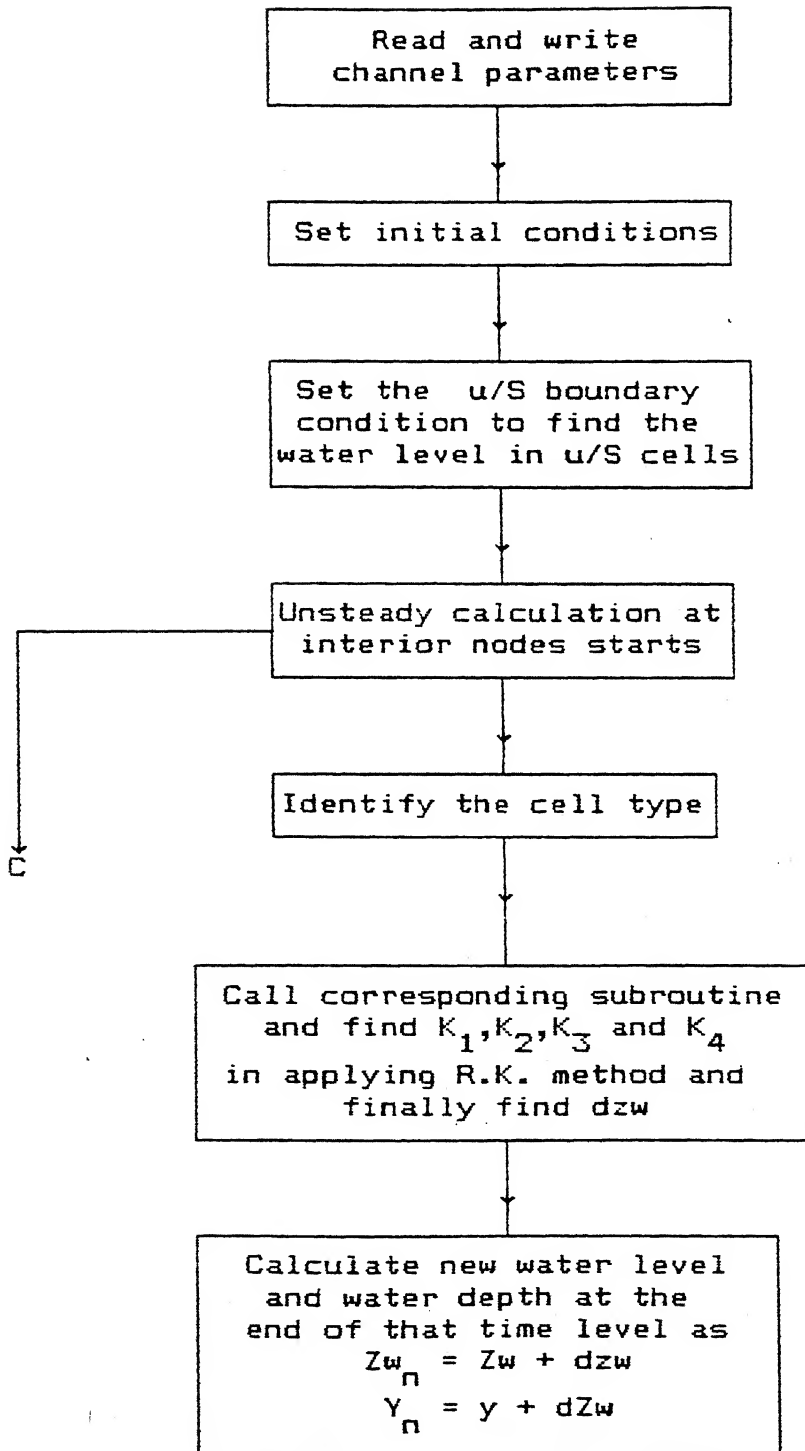 Read and write
channel parameters
Set initial conditions
Set the u/S boundary
condition to find the
water level in u/S cells
Unsteady calculation at
interior nodes starts
Identify the cell type
C
Call corresponding subroutine
and find K₁,K₂,K₃ and K₄
in applying R.K. method and
finally find dzw
Calculate new water level
and water depth at the
end of that time level as
Zwₙ = Zw + dzw
Yₙ = y + dZw